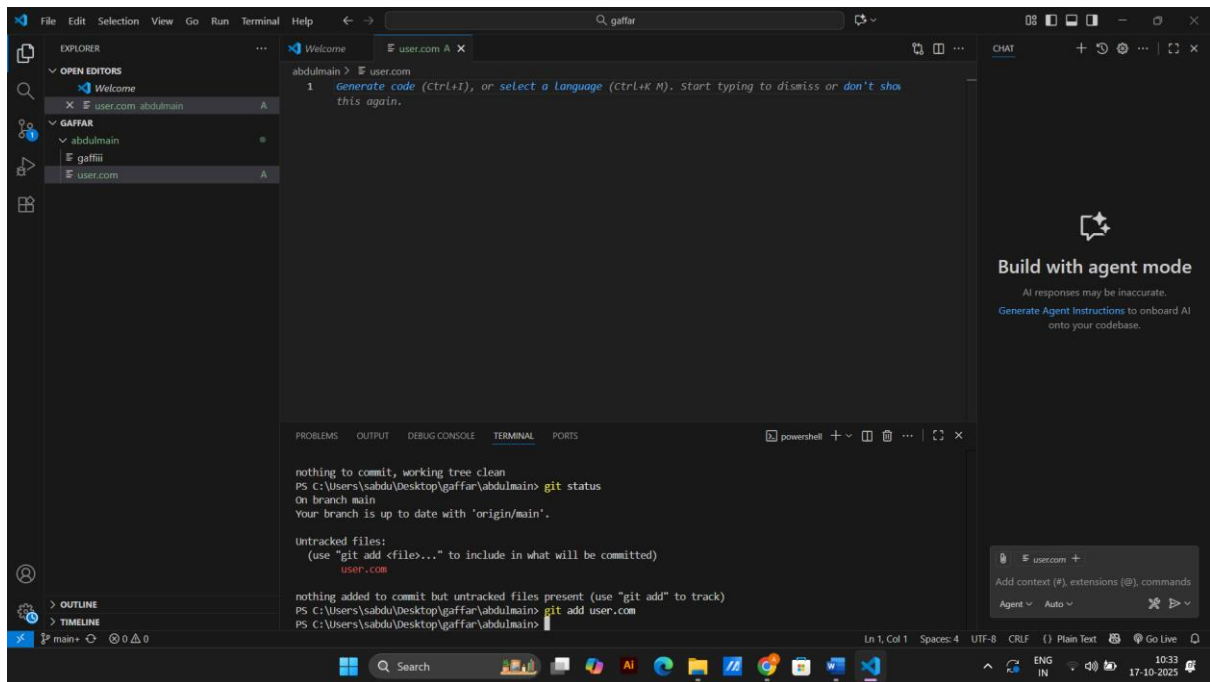 File Edit Selection View Go Run Terminal Help
gaffar
EXPLORER
OPEN EDITORS
Welcome
user.com abdulmain A
GAFFAR
abdulmain
gaffiii
user.com A
OUTLINE
TIMELINE
Welcome
user.com A
abdulmain > user.com
1 Generate code (Ctrl+I), or select a language (Ctrl+K M). Start typing to dismiss or don't show
this again.
PROBLEMS OUTPUT DEBUG CONSOLE TERMINAL PORTS
powershell
nothing to commit, working tree clean
PS C:\Users\sabdu\Desktop\gaffar\abdulmain> git status
On branch main
Your branch is up to date with 'origin/main'.
Untracked files:
(use "git add <file>..." to include in what will be committed)
user.com
nothing added to commit but untracked files present (use "git add" to track)
PS C:\Users\sabdu\Desktop\gaffar\abdulmain> git add user.com
PS C:\Users\sabdu\Desktop\gaffar\abdulmain>
CHAT
Build with agent mode
AI responses may be inaccurate.
Generate Agent Instructions to onboard AI
onto your codebase.
user.com +
Add context (#), extensions (@), commands
Agent Auto
main+ 0 0
Ln 1, Col 1 Spaces: 4 UTF-8 CRLF {} Plain Text Go Live
Search
Ai
ENG
IN
10:33
17-10-2025